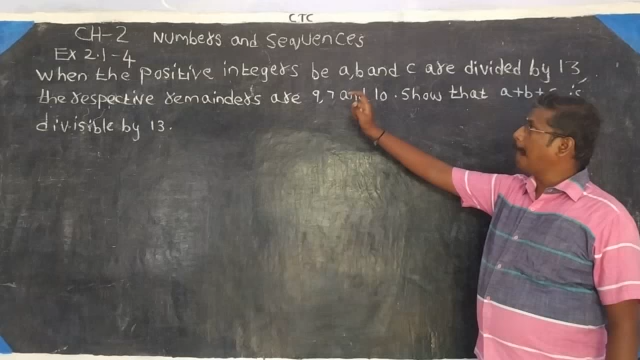 CTC
CH-2 Numbers and Sequences
Ex 2.1-4
When the positive integers be a, b and c are divided by 13
the respective remainders are 9, 7 and 10. Show that a+b+c is
divisible by 13.